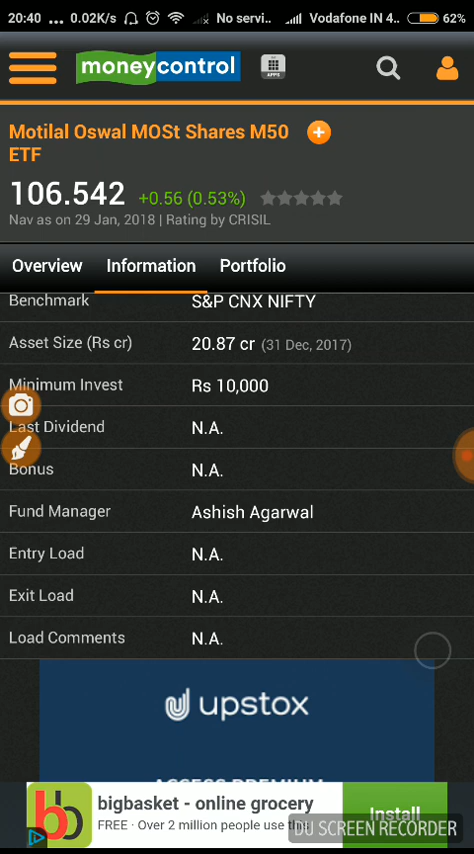 20:40 ... 0.02K/s No servi.. Vodafone IN 4.. 62%
moneycontrol APPS
Motilal Oswal MOSt Shares M50
ETF
106.542 +0.56 (0.53%)
Nav as on 29 Jan, 2018 | Rating by CRISIL
Overview Information Portfolio
Benchmark S&P CNX NIFTY
Asset Size (Rs cr) 20.87 cr (31 Dec, 2017)
Minimum Invest Rs 10,000
Last Dividend N.A.
Bonus N.A.
Fund Manager Ashish Agarwal
Entry Load N.A.
Exit Load N.A.
Load Comments N.A.
upstox
ACCESS PREMIUM
bb
bigbasket - online grocery
FREE · Over 2 million people use this
Install
DU SCREEN RECORDER